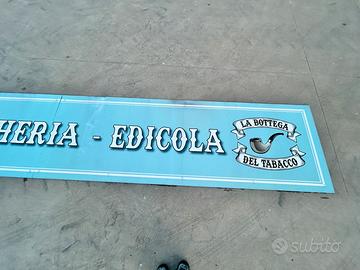 HERIA - EDICOLA
LA BOTTEGA
DEL TABACCO
subito